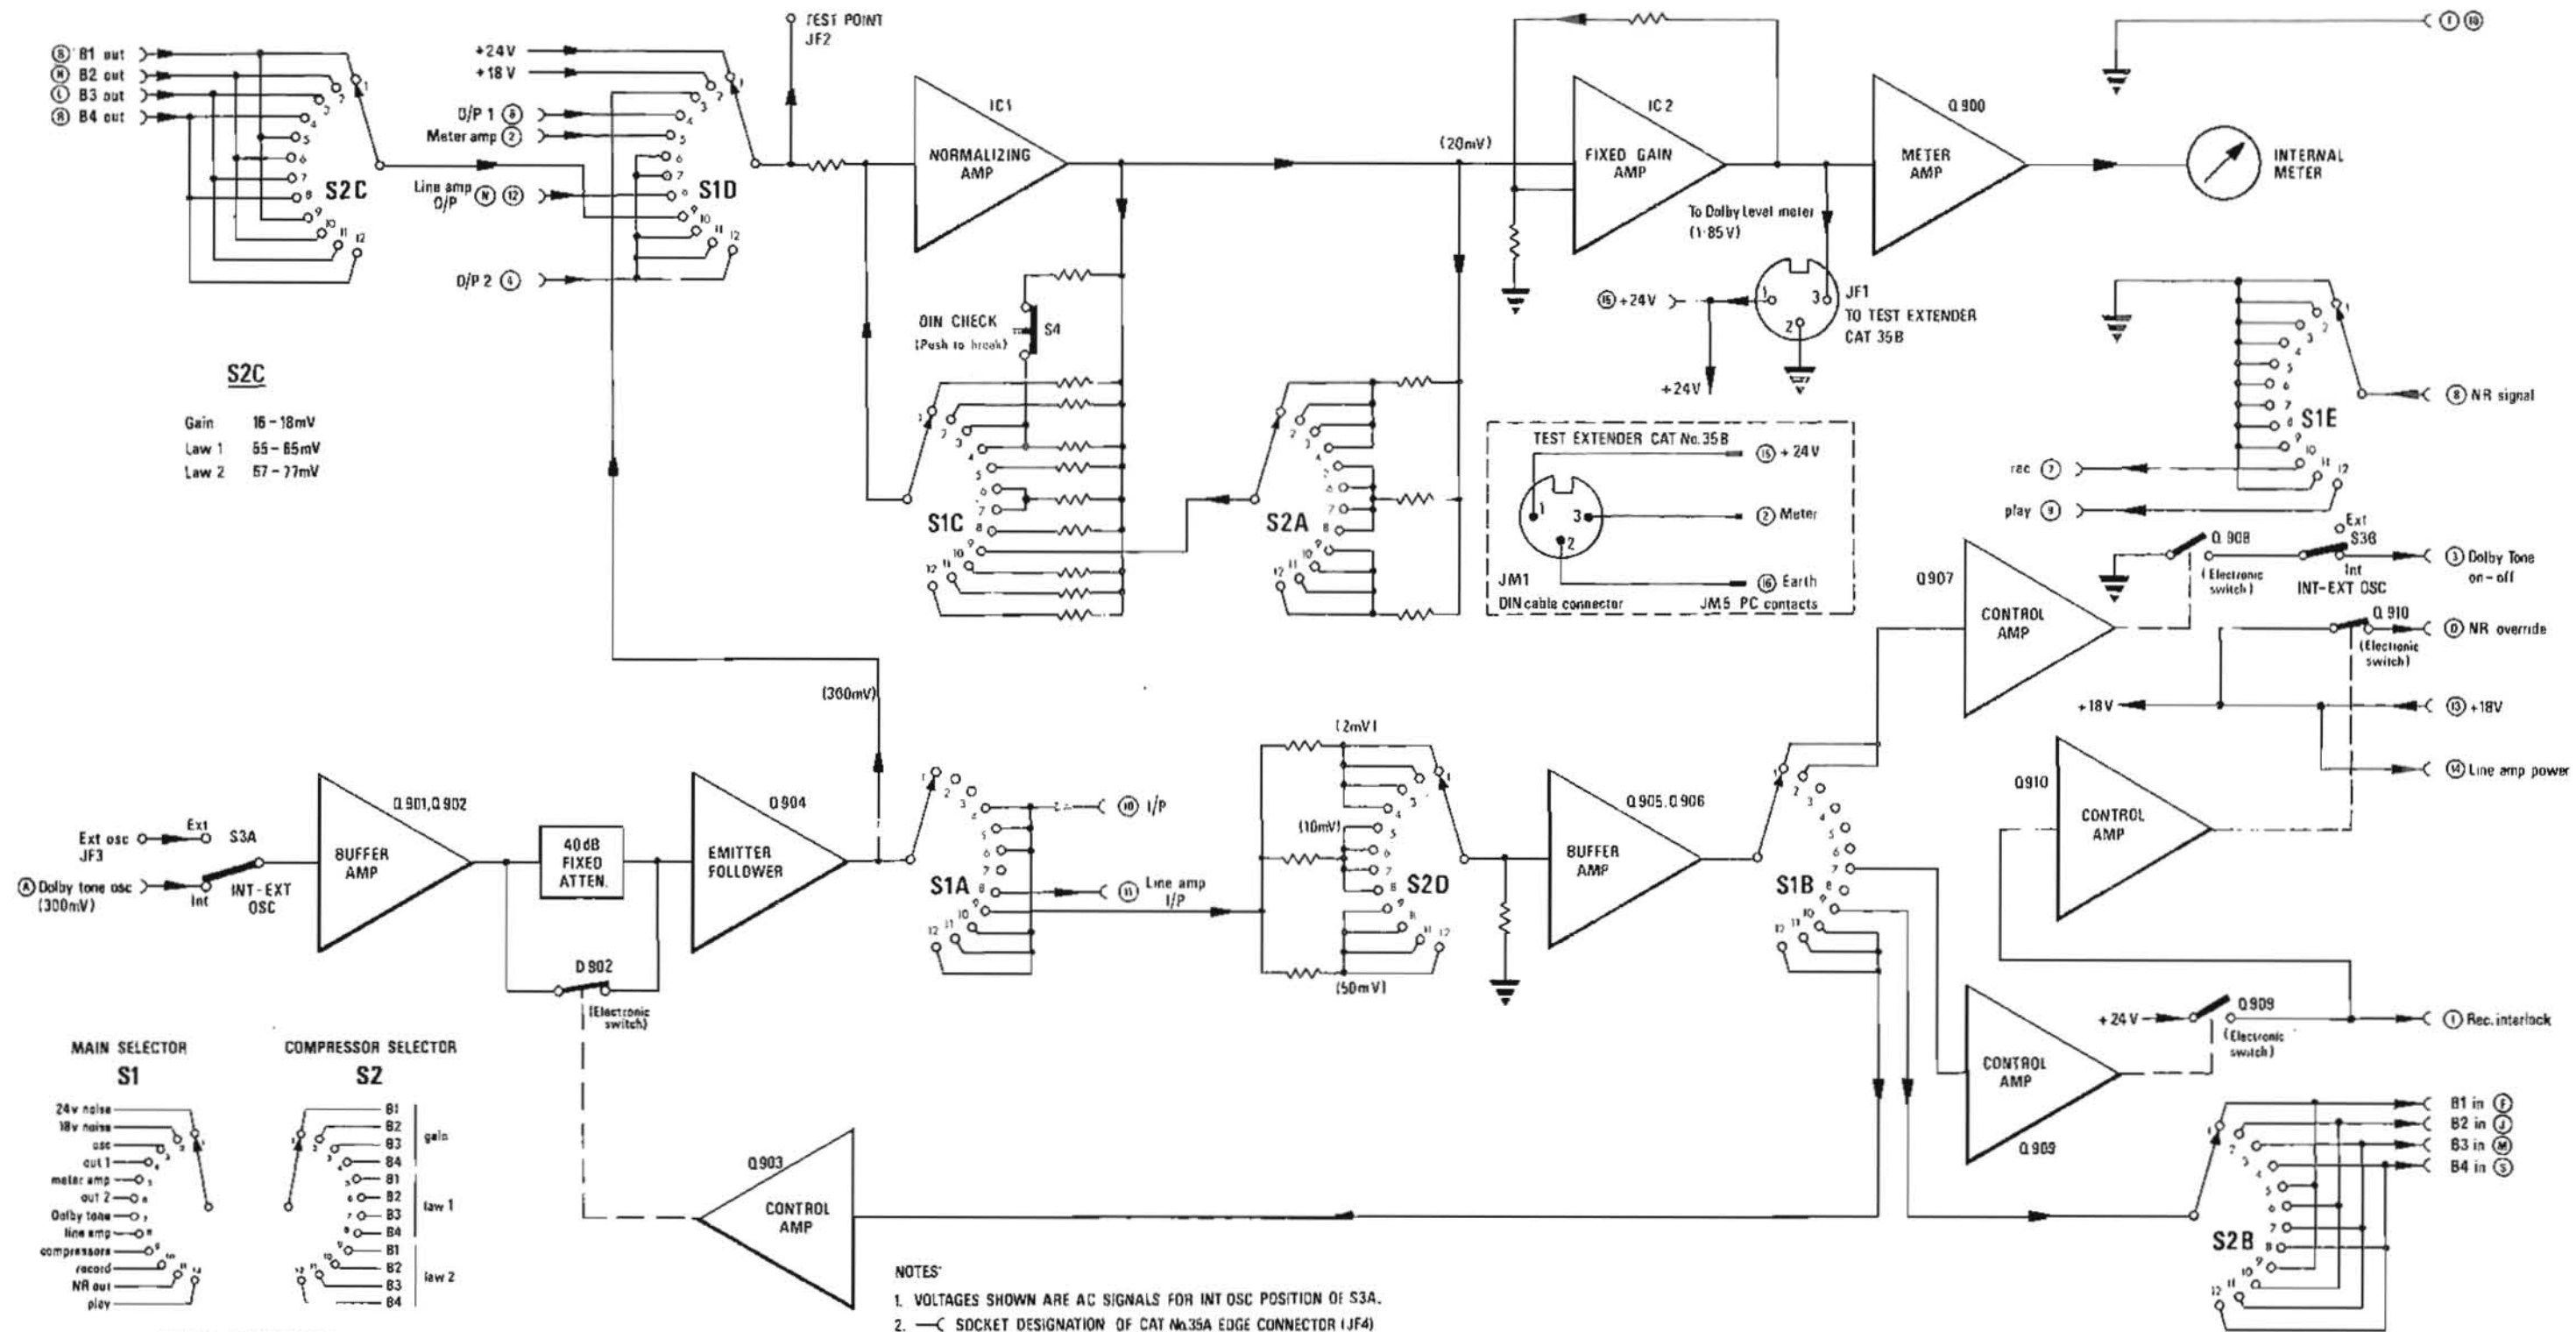 TEST POINT
JF2
B B1 out
H B2 out
L B3 out
R B4 out
S2C
+24V
+18V
O/P 1 6
Meter amp 2
Line amp
O/P N 12
O/P 2 4
S1D
IC1
NORMALIZING
AMP
(20mV)
IC2
FIXED GAIN
AMP
Q900
METER
AMP
INTERNAL
METER
To Dolby Level meter
(1·85V)
15 +24V
1
3
2
JF1
TO TEST EXTENDER
CAT 35B
+24V
DIN CHECK
(Push to break)
S4
S1C
S2A
S2C
Gain 16-18mV
Law 1 55-65mV
Law 2 67-77mV
TEST EXTENDER CAT No.35B
15 + 24V
1
3
2
2 Meter
16 Earth
JM1
DIN cable connector
JM5 PC contacts
S1E
8 NR signal
rec 7
play 9
Q907
CONTROL
AMP
Q 908
(Electronic
switch)
Ext
S3B
Int
INT-EXT OSC
3 Dolby Tone
on-off
Q 910
(Electronic
switch)
D NR override
+18V
13 +18V
14 Line amp power
Q910
CONTROL
AMP
(300mV)
Ext osc
JF3
Ext
S3A
A Dolby tone osc
(300mV)
Int
INT-EXT
OSC
Q901,Q902
BUFFER
AMP
40dB
FIXED
ATTEN.
Q904
EMITTER
FOLLOWER
D902
(Electronic
switch)
S1A
10 I/P
11 Line amp
I/P
(2mV)
(10mV)
(50mV)
S2D
Q905,Q906
BUFFER
AMP
S1B
+24V
Q909
(Electronic
switch)
1 Rec.interlock
CONTROL
AMP
Q909
B1 in F
B2 in J
B3 in M
B4 in S
S2B
Q903
CONTROL
AMP
MAIN SELECTOR
S1
24v noise
18v noise
osc
out 1
meter amp
out 2
Dolby tone
line amp
compressors
record
NR out
play
COMPRESSOR SELECTOR
S2
B1
B2
B3
B4
gain
B1
B2
B3
B4
law 1
B1
B2
B3
B4
law 2
NOTES
1. VOLTAGES SHOWN ARE AC SIGNALS FOR INT OSC POSITION OF S3A.
2. SOCKET DESIGNATION OF CAT No.35A EDGE CONNECTOR (JF4)